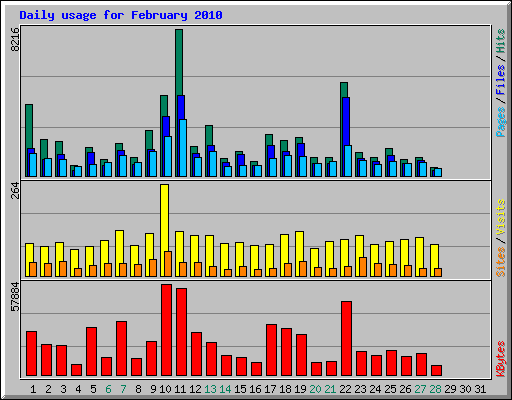 Daily usage for February 2010
8216
Pages / Files / Hits
264
Sites / Visits
57884
KBytes
1 2 3 4 5 6 7 8 9 10 11 12 13 14 15 16 17 18 19 20 21 22 23 24 25 26 27 28 29 30 31